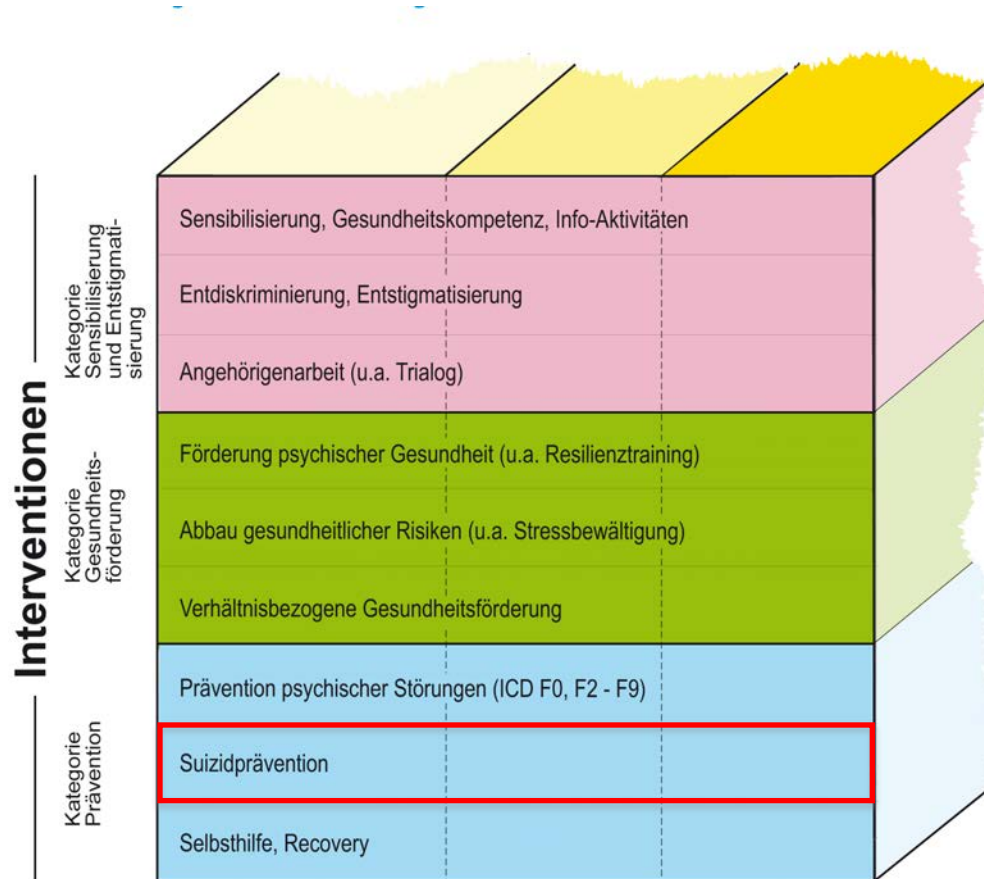 Interventionen
Kategorie
Sensibilisierung
und Entstigmati-
sierung
Sensibilisierung, Gesundheitskompetenz, Info-Aktivitäten
Entdiskriminierung, Entstigmatisierung
Angehörigenarbeit (u.a. Trialog)
Kategorie
Gesundheits-
förderung
Förderung psychischer Gesundheit (u.a. Resilienztraining)
Abbau gesundheitlicher Risiken (u.a. Stressbewältigung)
Verhältnisbezogene Gesundheitsförderung
Kategorie
Prävention
Prävention psychischer Störungen (ICD F0, F2 - F9)
Suizidprävention
Selbsthilfe, Recovery